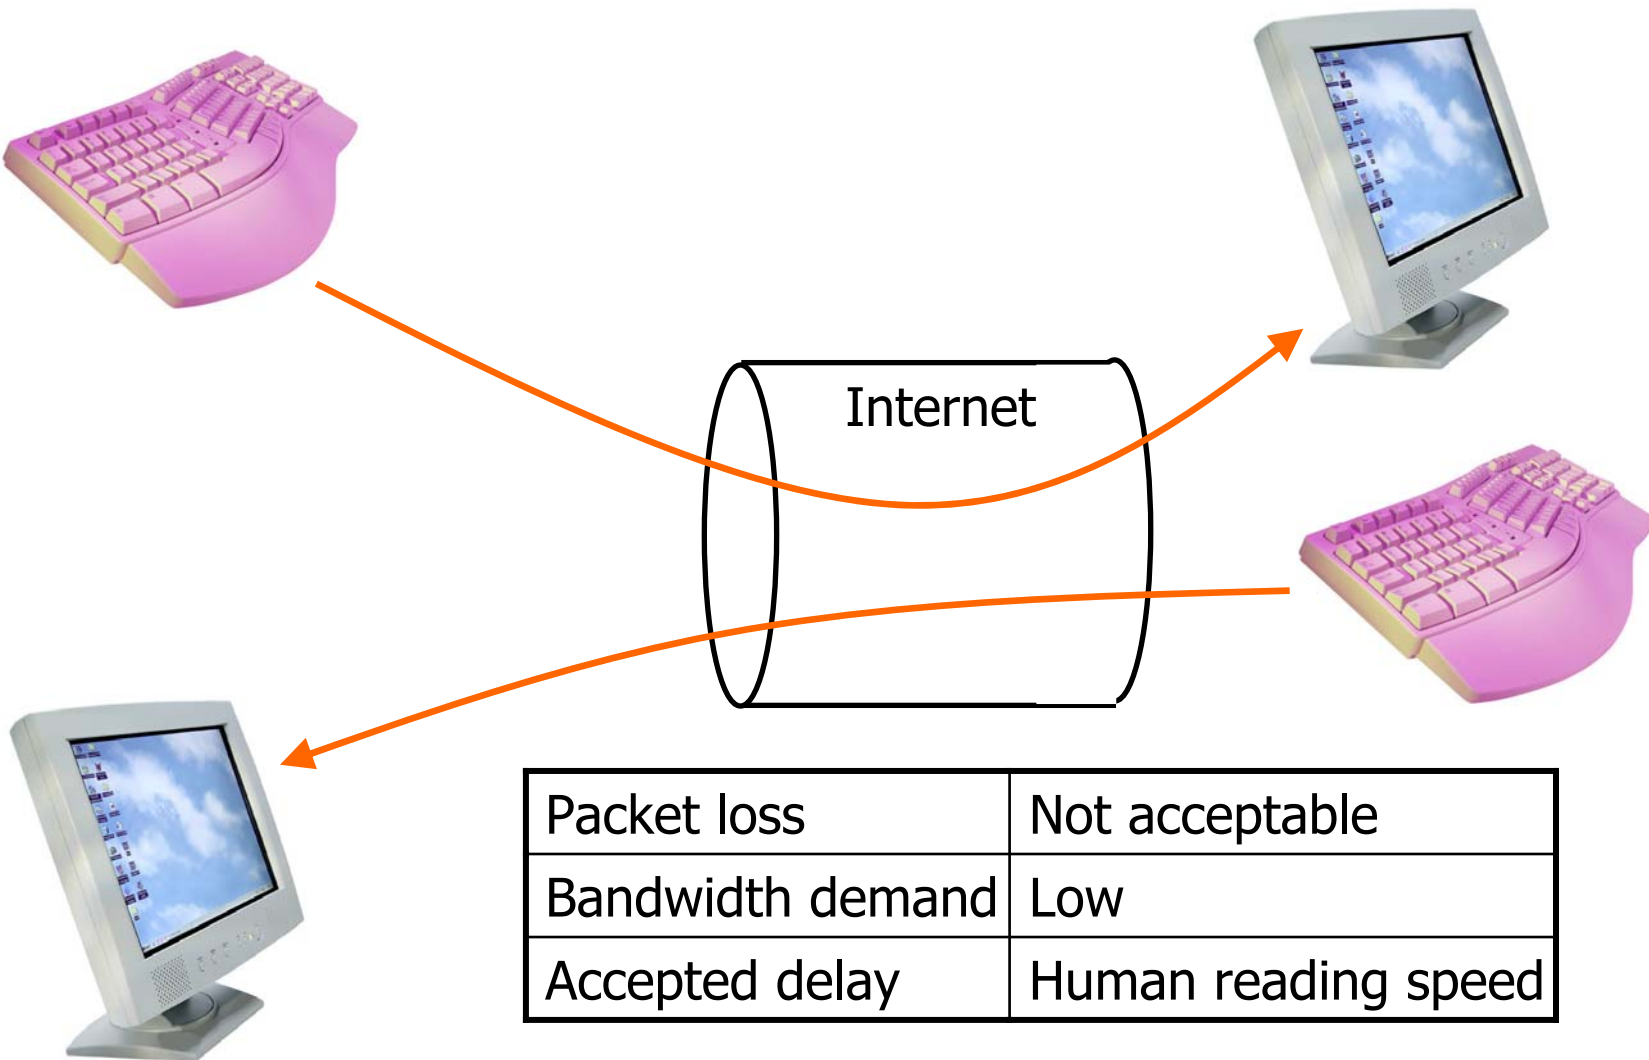 Internet
Packet loss Not acceptable
Bandwidth demand Low
Accepted delay Human reading speed